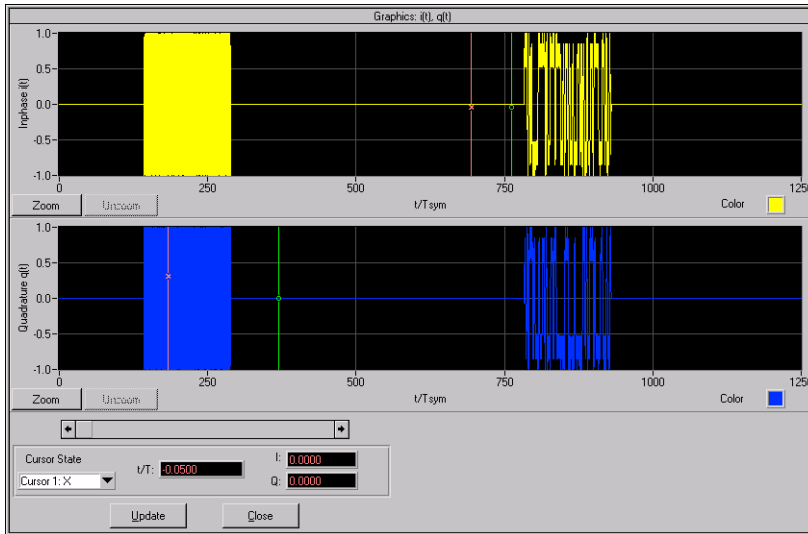 Graphics: i(t), q(t)
Inphase i(t)
1.0
0.5
0.0
-0.5
-1.0
0 250 500 750 1000 1250
Zoom Unzoom t/Tsym Color
Quadrature q(t)
1.0
0.5
0.0
-0.5
-1.0
0 250 500 750 1000 1250
Zoom Unzoom t/Tsym Color
Cursor State
Cursor 1: X
t/T: -0.0500
I: 0.0000
Q: 0.0000
Update Close